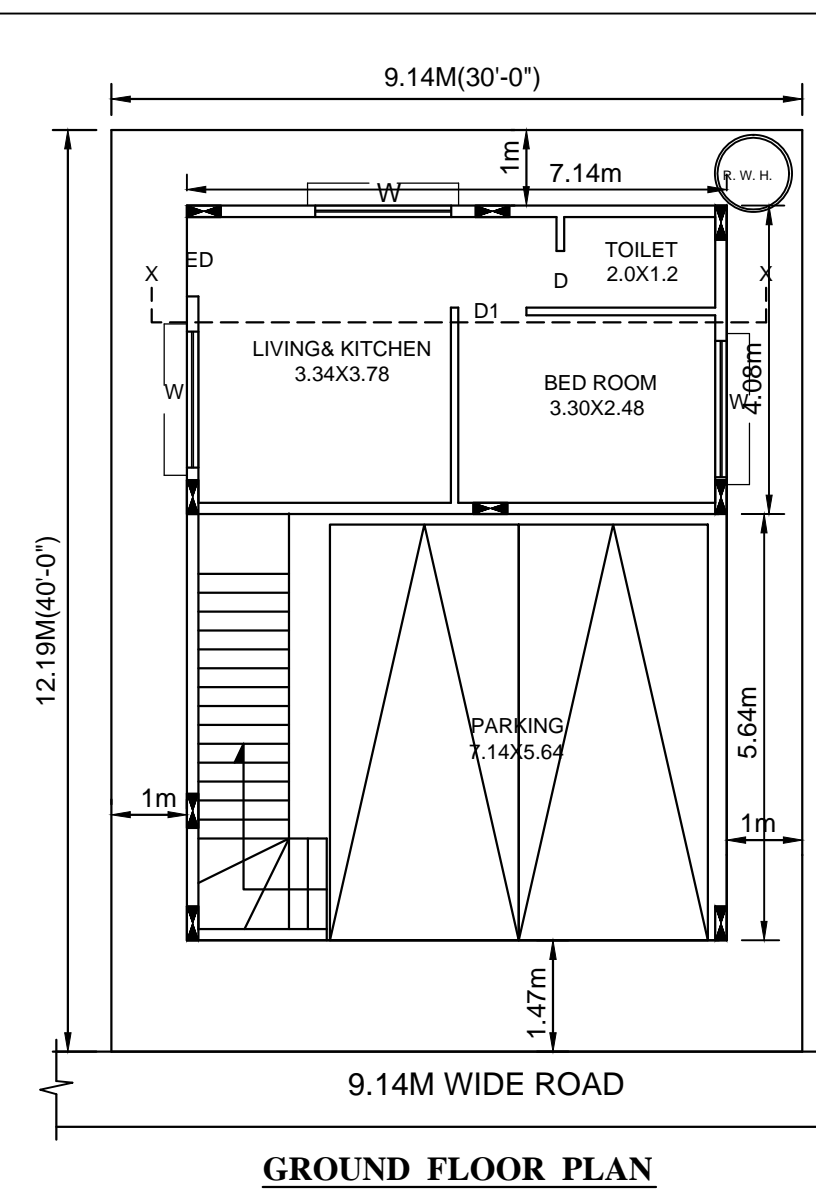 9.14M(30'-0")
1m
7.14m
R. W. H.
W
TOILET
2.0X1.2
ED
X
D
X
D1
LIVING& KITCHEN
3.34X3.78
BED ROOM
3.30X2.48
4.08m
W
W
12.19M(40'-0")
PARKING
7.14X5.64
5.64m
1m
1m
1.47m
9.14M WIDE ROAD
GROUND FLOOR PLAN